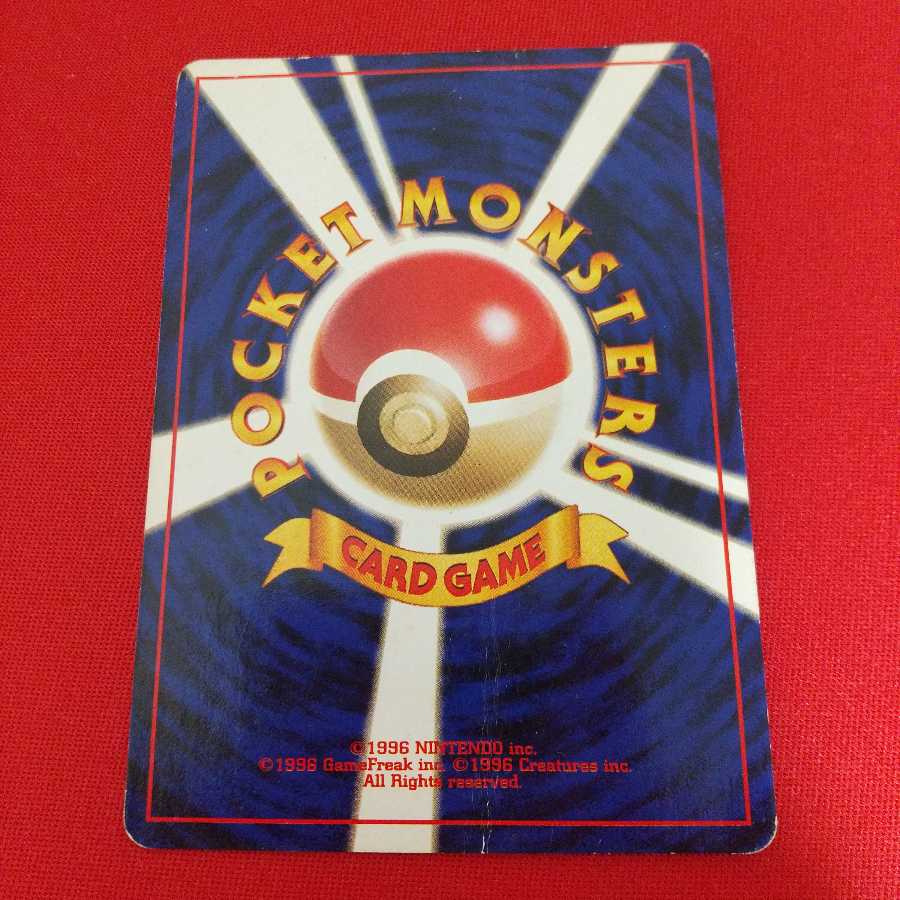 POCKET MONSTERS
CARD GAME
©1996 NINTENDO inc.
©1996 GameFreak inc. ©1996 Creatures inc.
All Rights reserved.